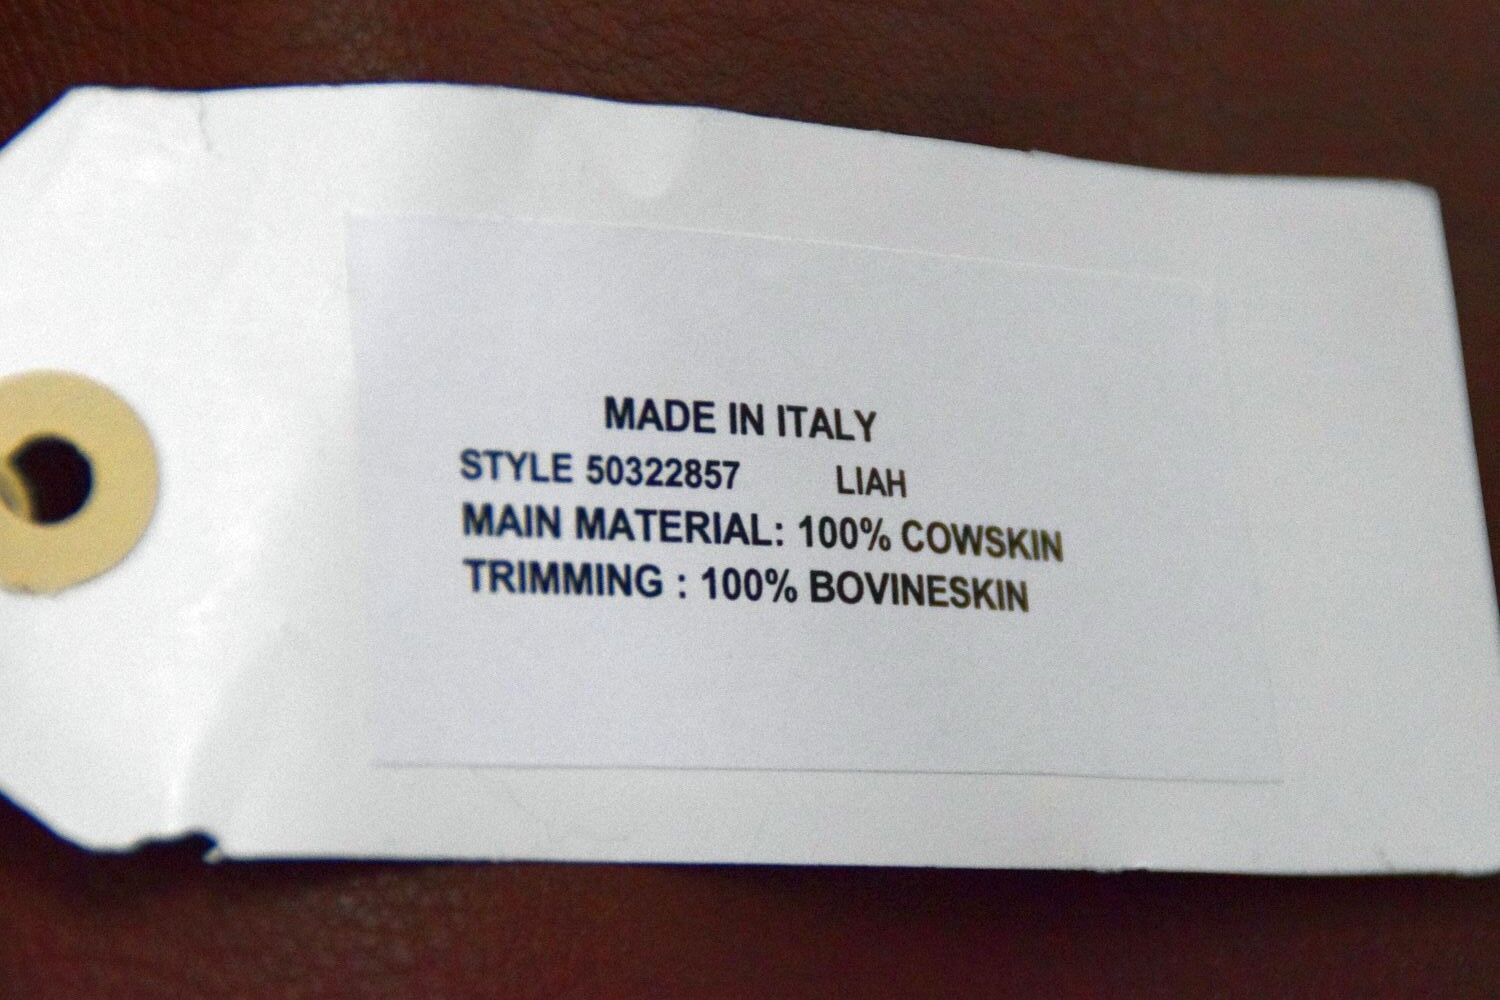 MADE IN ITALY
STYLE 50322857 LIAH
MAIN MATERIAL: 100% COWSKIN
TRIMMING : 100% BOVINESKIN